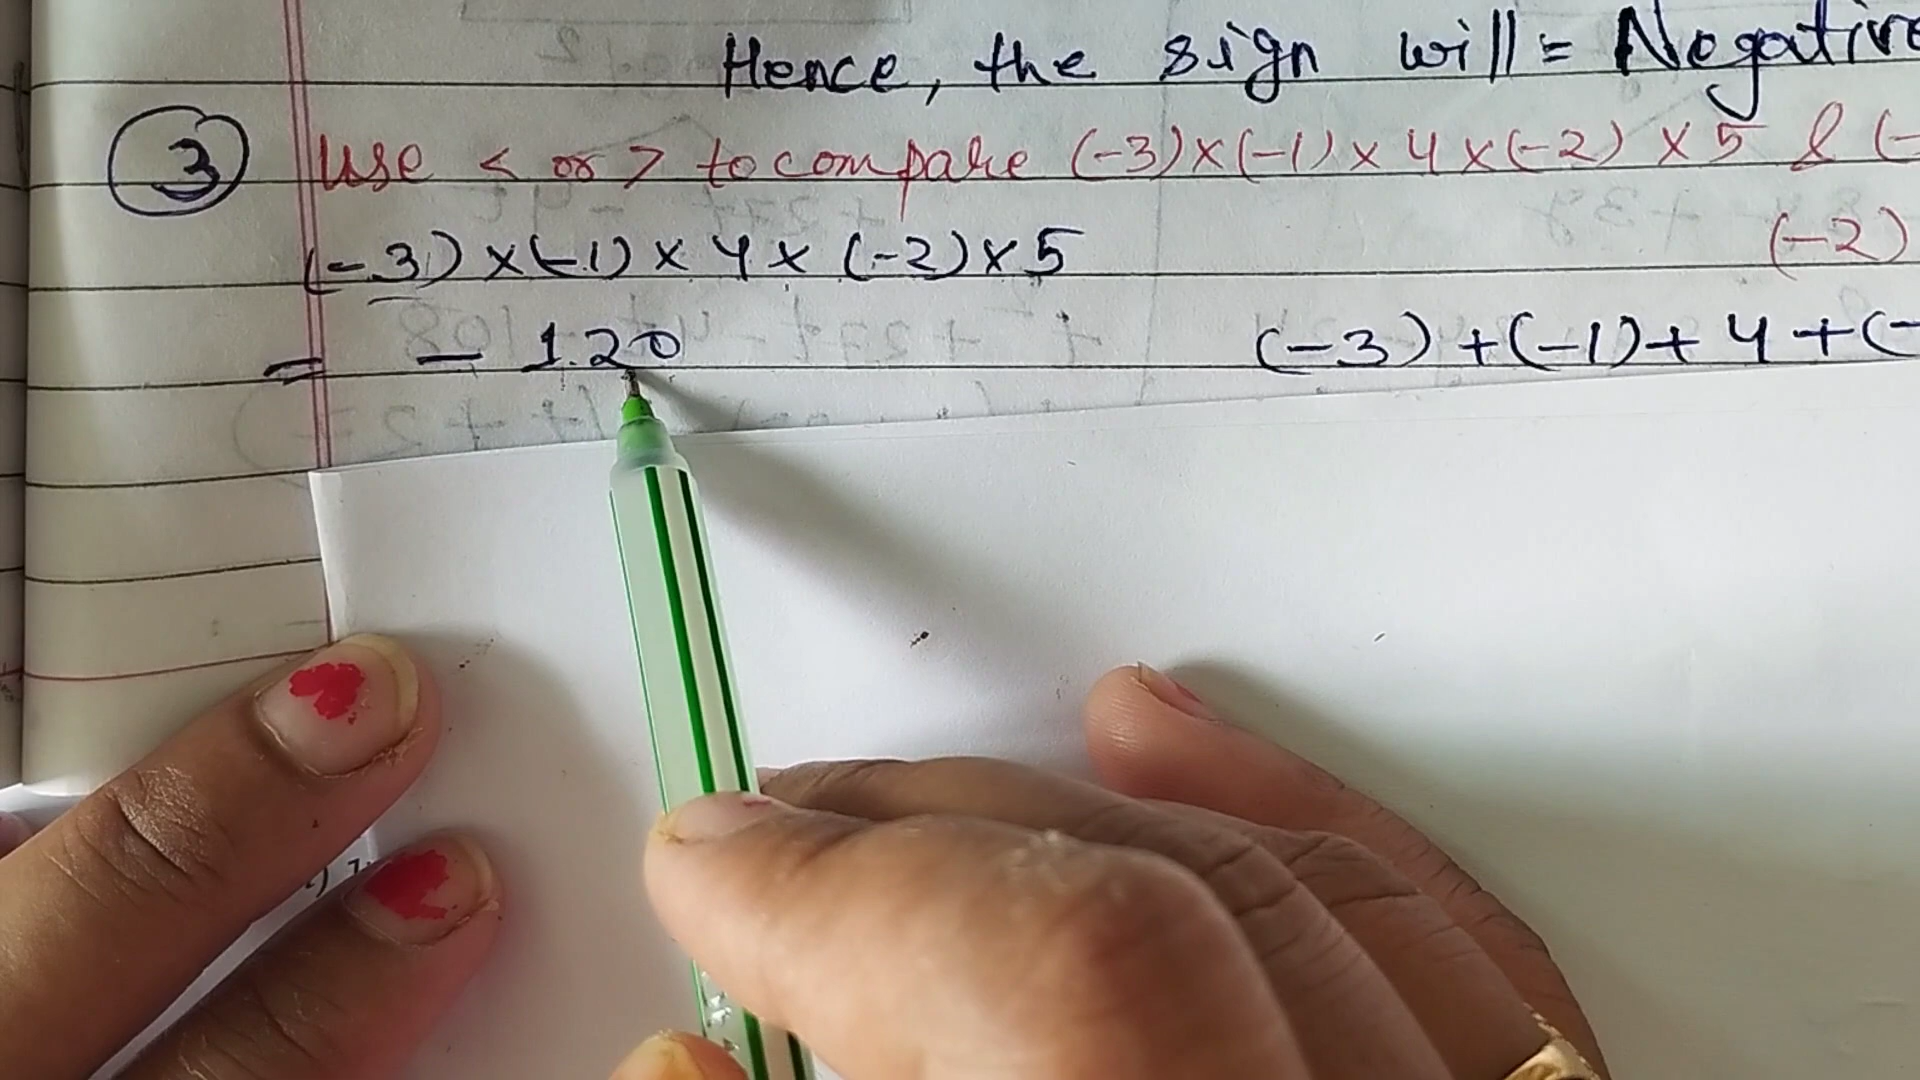 Hence, the sign will = Negative
3 Use < or > to compare (-3)×(-1)×4×(-2)×5 & (-
(-2)
(-3)×(-1)×4×(-2)×5
= - 120
(-3)+(-1)+4+(-